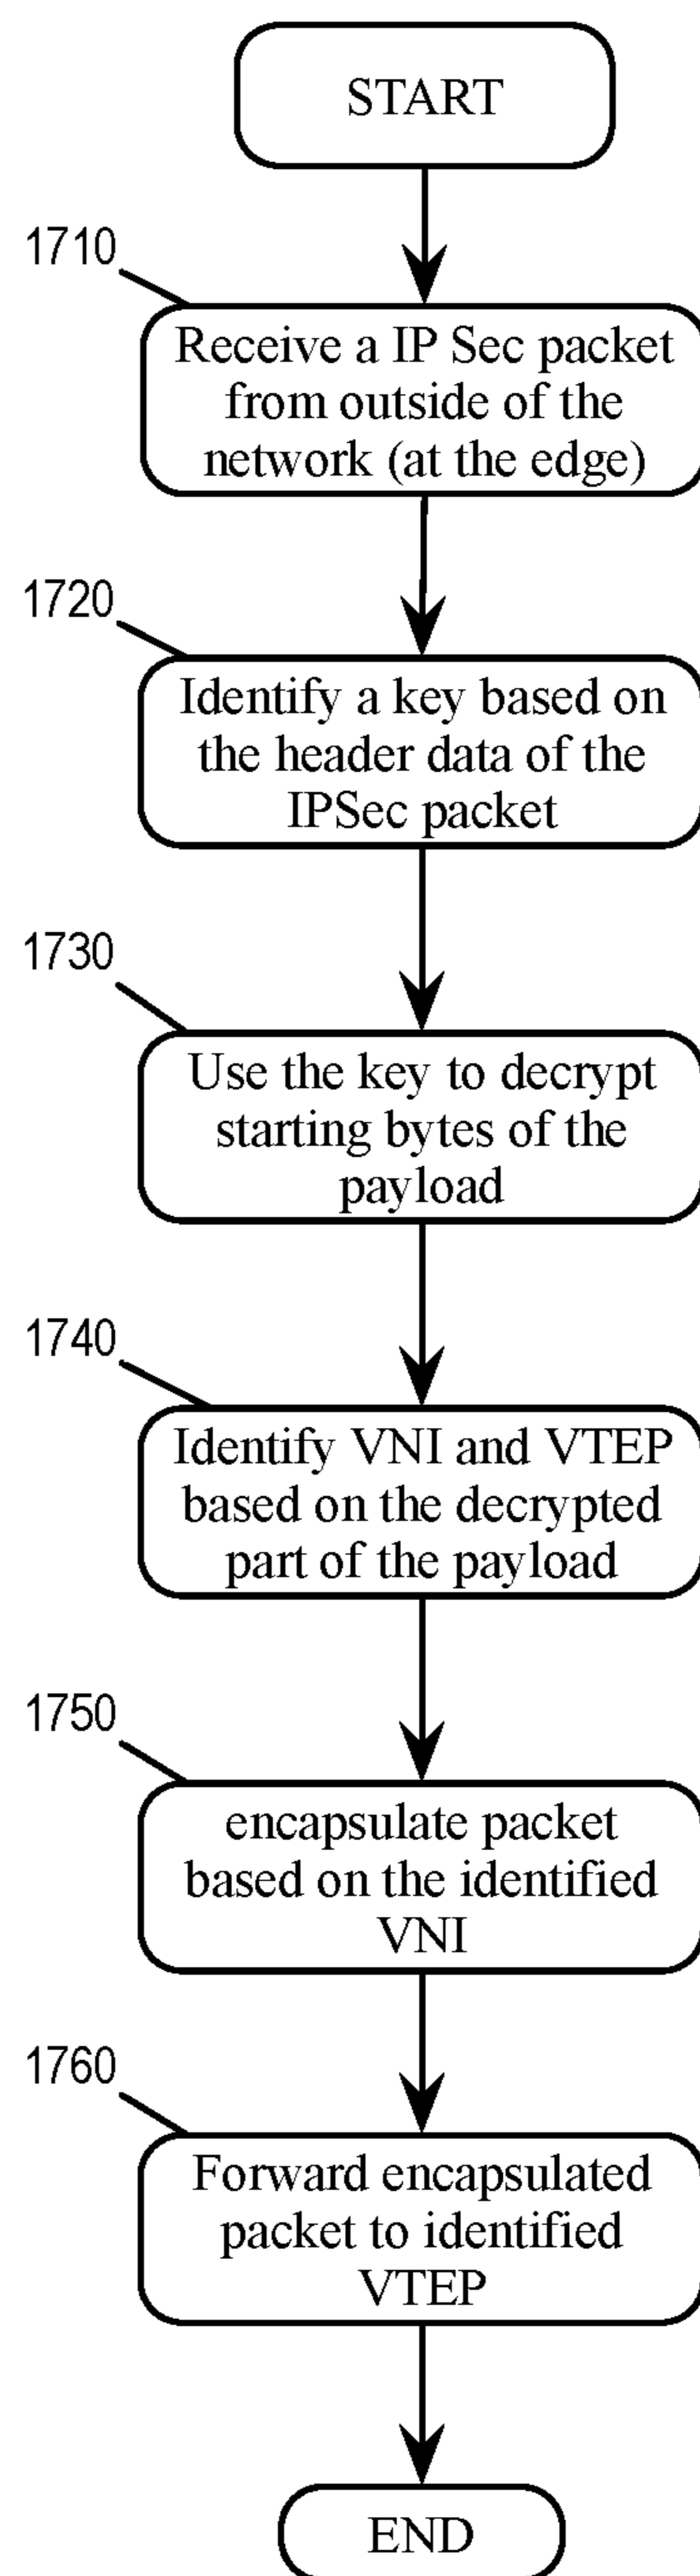 START
1710
Receive a IP Sec packet
from outside of the
network (at the edge)
1720
Identify a key based on
the header data of the
IPSec packet
1730
Use the key to decrypt
starting bytes of the
payload
1740
Identify VNI and VTEP
based on the decrypted
part of the payload
1750
encapsulate packet
based on the identified
VNI
1760
Forward encapsulated
packet to identified
VTEP
END